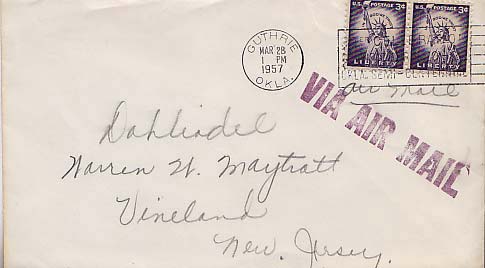 U.S. POSTAGE 3¢ U.S. POSTAGE 3¢
LIBERTY LIBERTY
GUTHRIE
MAR 28
1 PM
1957
OKLA.
OKLA. SEMI-CENTENNIAL
Air Mail
VIA AIR MAIL
Dahliadel
Warren W. Maytrott
Vineland
New Jersey.